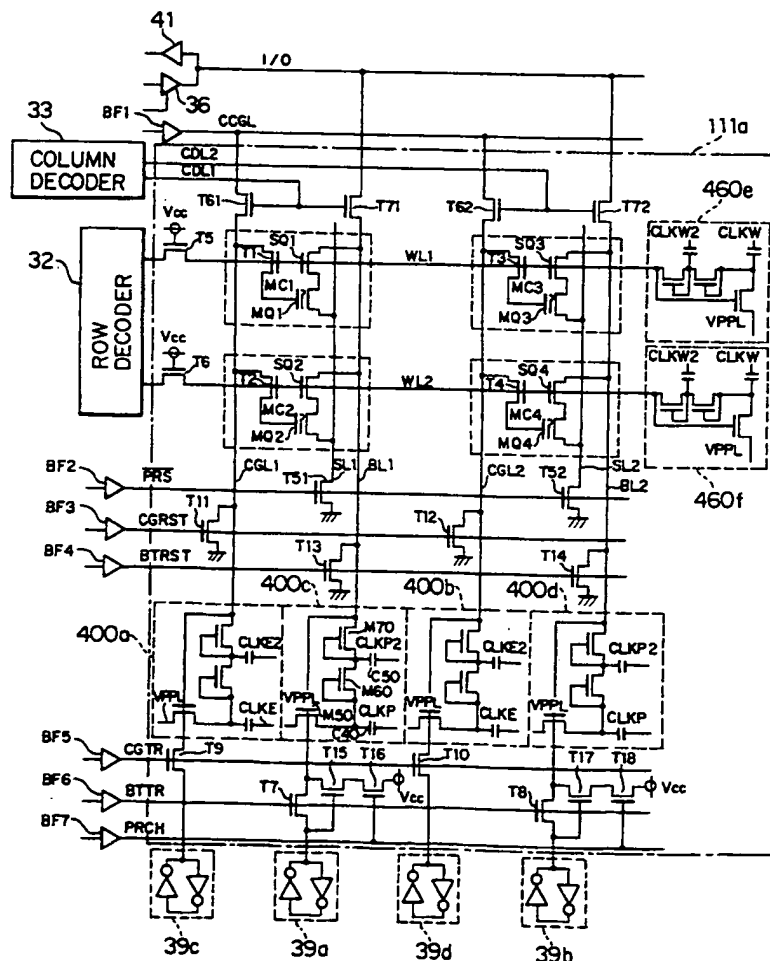 41
I/O
36
BF1
CCGL
33
COLUMN DECODER
CDL2
CDL1
111a
T61
T71
T62
T72
460e
CLKW2
CLKW
Vcc
T5
SQ1
T1
MC1
MQ1
WL1
SQ3
T3
MC3
MQ3
VPPL
32
ROW DECODER
Vcc
T6
SQ2
T2
MC2
MQ2
WL2
SQ4
T4
MC4
MQ4
CLKW2
CLKW
VPPL
460f
BF2
PRS
CGL1
T51
SL1
BL1
CGL2
T52
SL2
BL2
BF3
CGRST
T11
T12
BF4
BTRST
T13
T14
400c
400b
400d
400a
CLKE2
VPPL
CLKE
M70
CLKP2
C50
M60
VPPL
M50
CLKP
C40
CLKE2
VPPL
CLKE
CLKP2
VPPL
CLKP
BF5
CGTR
T9
T15
T16
T10
T17
T18
BF6
BTTR
T7
Vcc
T8
Vcc
BF7
PRCH
39c
39a
39d
39b